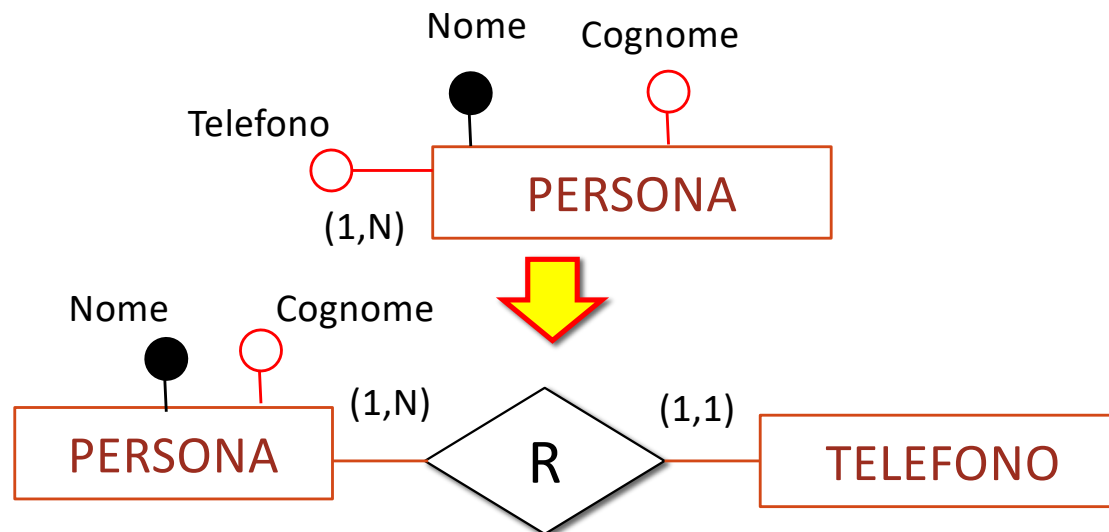 Nome
Cognome
Telefono
PERSONA
(1,N)
Nome
Cognome
(1,N)
(1,1)
PERSONA
R
TELEFONO